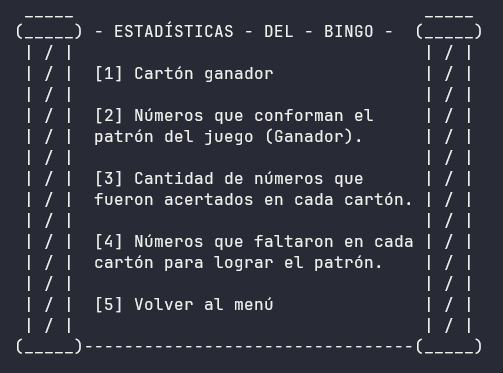 - ESTADÍSTICAS - DEL - BINGO -
[1] Cartón ganador
[2] Números que conforman el
patrón del juego (Ganador).
[3] Cantidad de números que
fueron acertados en cada cartón.
[4] Números que faltaron en cada
cartón para lograr el patrón.
[5] Volver al menú